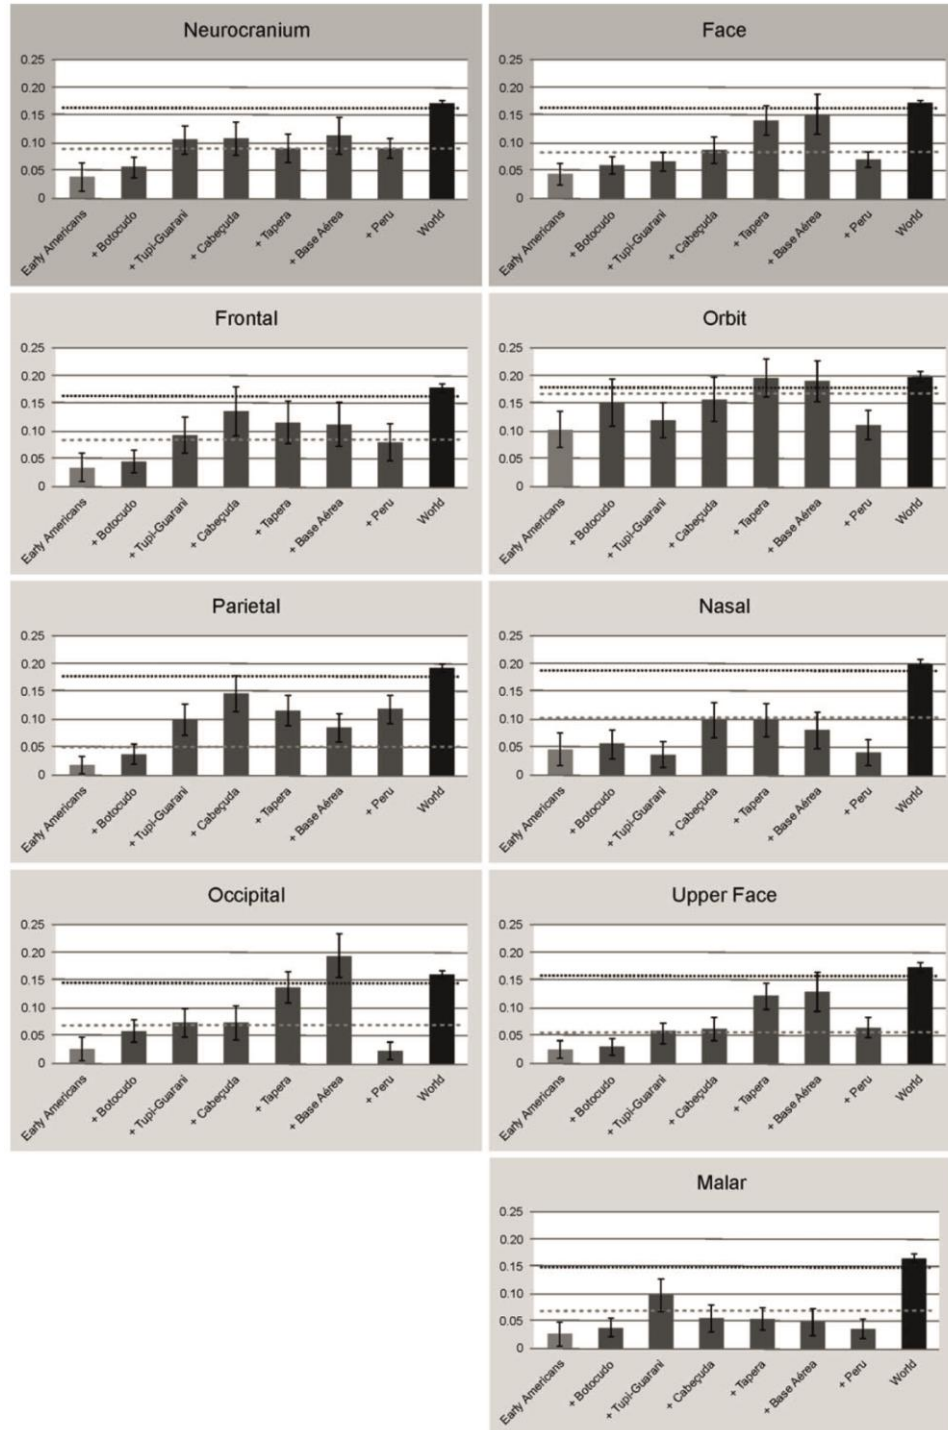 Neurocranium
0.25
0.20
0.15
0.10
0.05
0
Early Americans
+ Botocudo
+ Tupi-Guarani
+ Cabeçuda
+ Tapera
+ Base Aérea
+ Peru
World
Face
0.25
0.20
0.15
0.10
0.05
0
Early Americans
+ Botocudo
+ Tupi-Guarani
+ Cabeçuda
+ Tapera
+ Base Aérea
+ Peru
World
Frontal
0.25
0.20
0.15
0.10
0.05
0
Early Americans
+ Botocudo
+ Tupi-Guarani
+ Cabeçuda
+ Tapera
+ Base Aérea
+ Peru
World
Orbit
0.25
0.20
0.15
0.10
0.05
0
Early Americans
+ Botocudo
+ Tupi-Guarani
+ Cabeçuda
+ Tapera
+ Base Aérea
+ Peru
World
Parietal
0.25
0.20
0.15
0.10
0.05
0
Early Americans
+ Botocudo
+ Tupi-Guarani
+ Cabeçuda
+ Tapera
+ Base Aérea
+ Peru
World
Nasal
0.25
0.20
0.15
0.10
0.05
0
Early Americans
+ Botocudo
+ Tupi-Guarani
+ Cabeçuda
+ Tapera
+ Base Aérea
+ Peru
World
Occipital
0.25
0.20
0.15
0.10
0.05
0
Early Americans
+ Botocudo
+ Tupi-Guarani
+ Cabeçuda
+ Tapera
+ Base Aérea
+ Peru
World
Upper Face
0.25
0.20
0.15
0.10
0.05
0
Early Americans
+ Botocudo
+ Tupi-Guarani
+ Cabeçuda
+ Tapera
+ Base Aérea
+ Peru
World
Malar
0.25
0.20
0.15
0.10
0.05
0
Early Americans
+ Botocudo
+ Tupi-Guarani
+ Cabeçuda
+ Tapera
+ Base Aérea
+ Peru
World